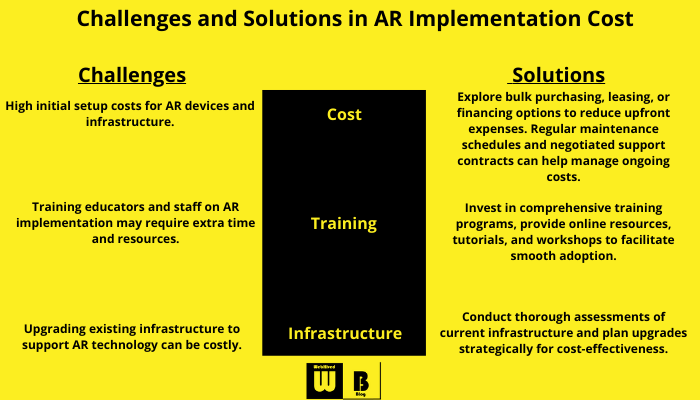 Challenges and Solutions in AR Implementation Cost
Challenges
High initial setup costs for AR devices and
infrastructure.
Training educators and staff on AR
implementation may require extra time
and resources.
Upgrading existing infrastructure to
support AR technology can be costly.
Cost
Training
Infrastructure
Solutions
Explore bulk purchasing, leasing, or
financing options to reduce upfront
expenses. Regular maintenance
schedules and negotiated support
contracts can help manage ongoing
costs.
Invest in comprehensive training
programs, provide online resources,
tutorials, and workshops to facilitate
smooth adoption.
Conduct thorough assessments of
current infrastructure and plan upgrades
strategically for cost-effectiveness.
WebWired
W
B
Blog